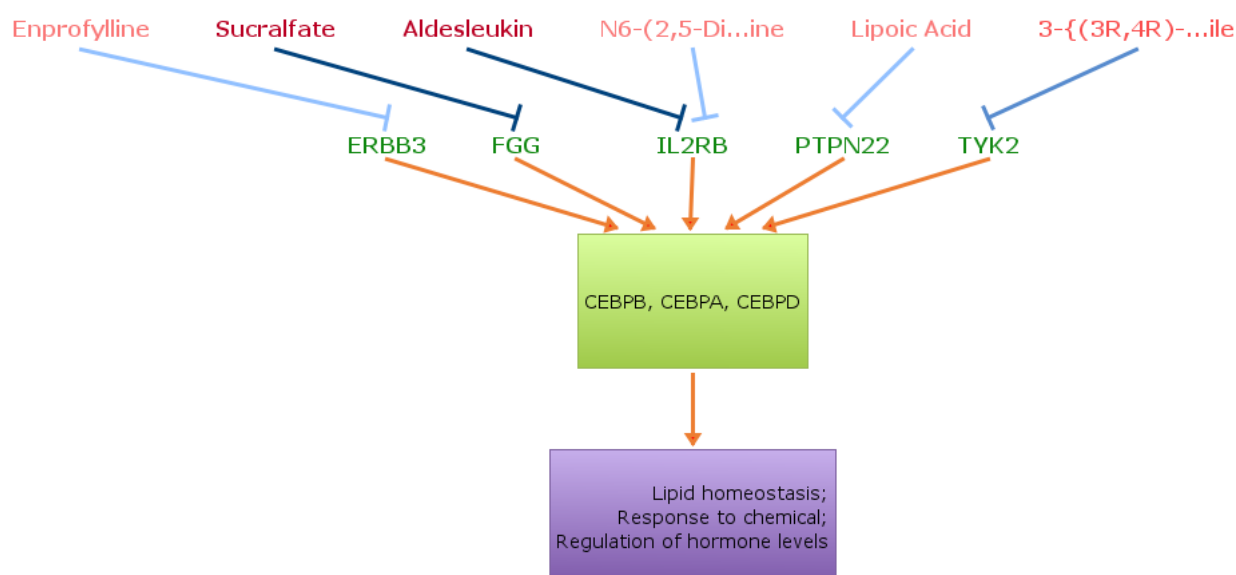 Enprofylline Sucralfate Aldesleukin N6-(2,5-Di...ine Lipoic Acid 3-{(3R,4R)-...ile
ERBB3 FGG IL2RB PTPN22 TYK2
CEBPB, CEBPA, CEBPD
Lipid homeostasis;
Response to chemical;
Regulation of hormone levels